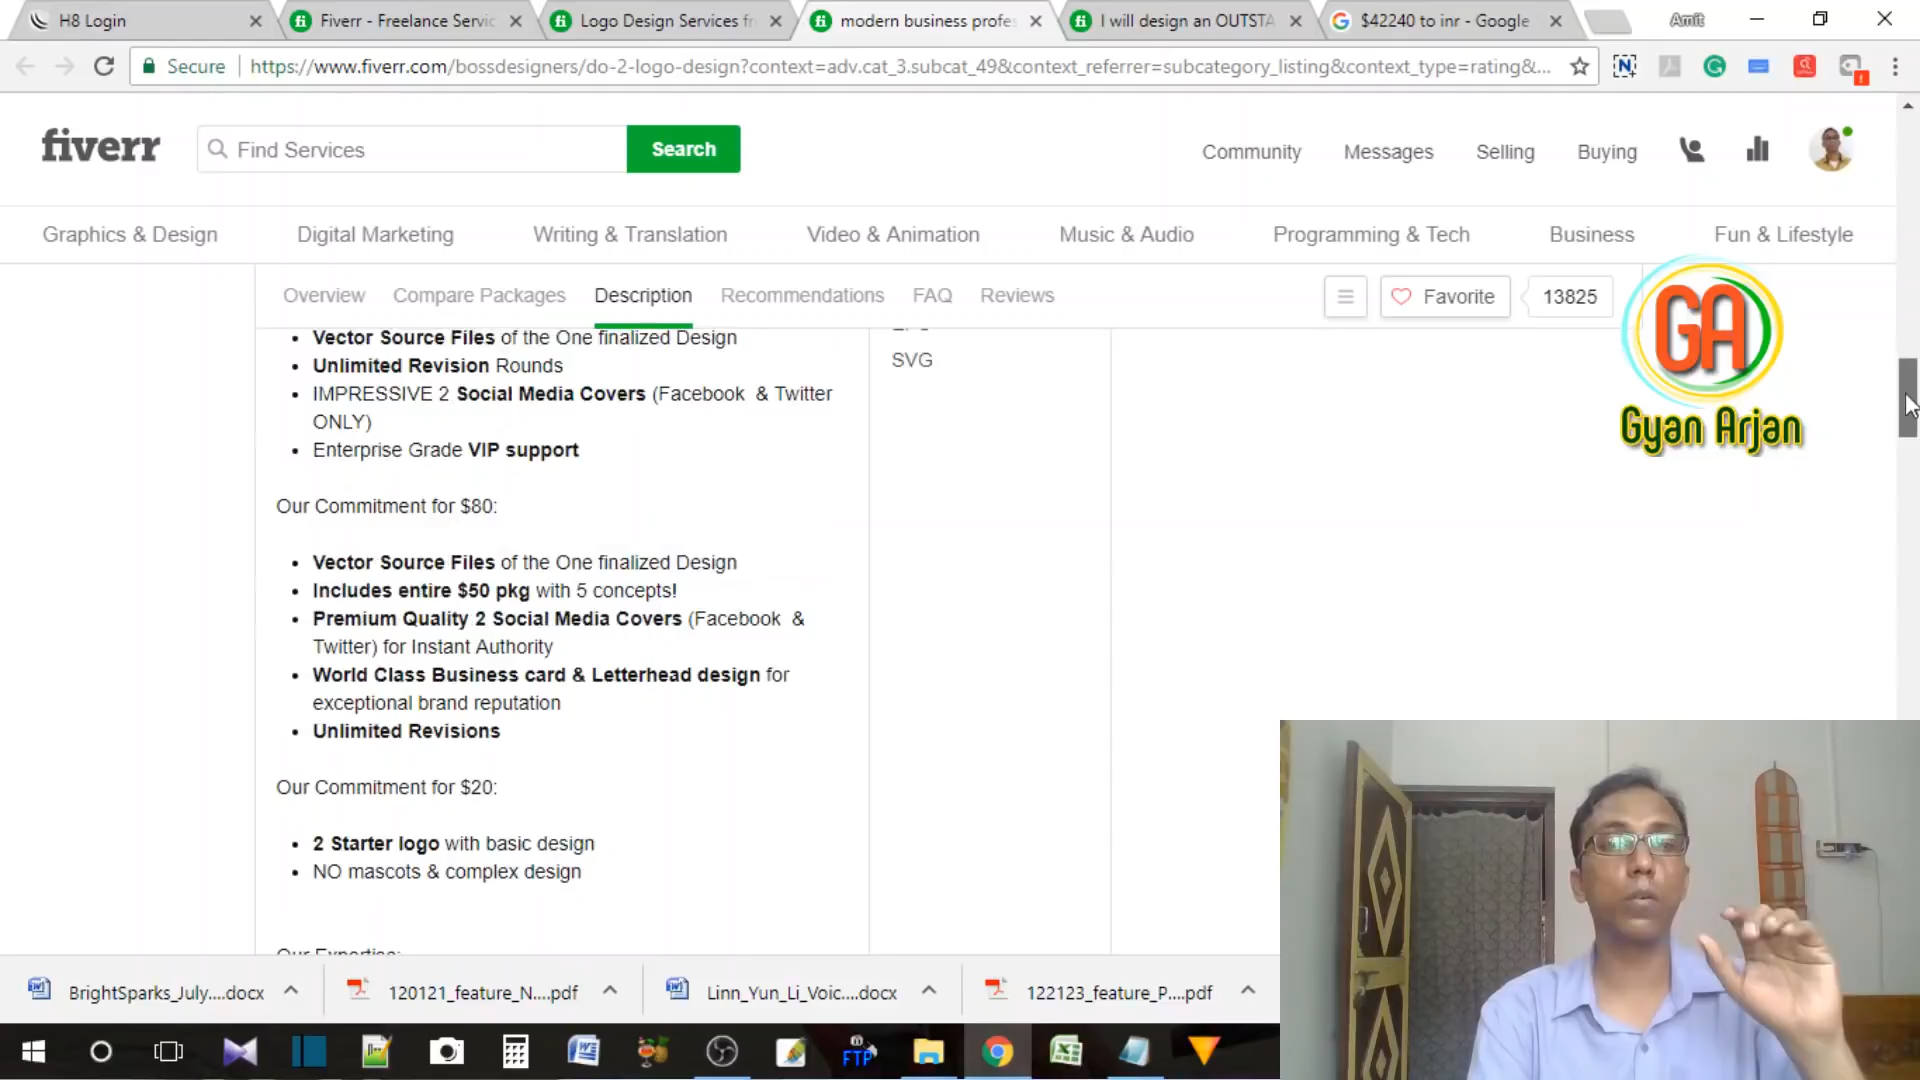 H8 Login
Fiverr - Freelance Servic
Logo Design Services fr
modern business profes
I will design an OUTSTA
$42240 to inr - Google
Amit
Secure
https://www.fiverr.com/bossdesigners/do-2-logo-design?context=adv.cat_3.subcat_49&context_referrer=subcategory_listing&context_type=rating&...
fiverr
Find Services
Search
Community
Messages
Selling
Buying
Graphics & Design
Digital Marketing
Writing & Translation
Video & Animation
Music & Audio
Programming & Tech
Business
Fun & Lifestyle
Overview
Compare Packages
Description
Recommendations
FAQ
Reviews
Favorite
13825
GA
Gyan Arjan
Vector Source Files of the One finalized Design
Unlimited Revision Rounds
IMPRESSIVE 2 Social Media Covers (Facebook & Twitter
ONLY)
Enterprise Grade VIP support
SVG
Our Commitment for $80:
Vector Source Files of the One finalized Design
Includes entire $50 pkg with 5 concepts!
Premium Quality 2 Social Media Covers (Facebook &
Twitter) for Instant Authority
World Class Business card & Letterhead design for
exceptional brand reputation
Unlimited Revisions
Our Commitment for $20:
2 Starter logo with basic design
NO mascots & complex design
Our Expertise:
BrightSparks_July....docx
120121_feature_N....pdf
Linn_Yun_Li_Voic....docx
122123_feature_P....pdf
FTP